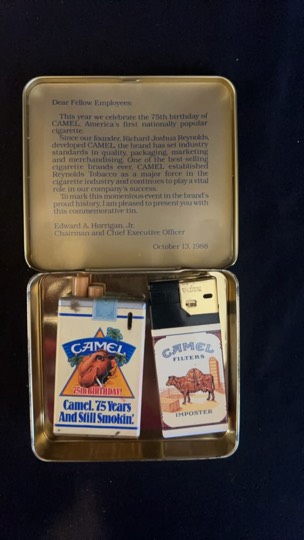 Dear Fellow Employees:
This year we celebrate the 75th birthday of
CAMEL, America's first nationally popular
cigarette.
Since our founder, Richard Joshua Reynolds,
developed CAMEL, the brand has set industry
standards in quality, packaging, marketing
and merchandising. One of the best-selling
cigarette brands ever, CAMEL established
Reynolds Tobacco as a major force in the
cigarette industry and continues to play a vital
role in our company's success.
To mark this momentous event in the brand's
proud history, I am pleased to present you with
this commemorative tin.
Edward A. Horrigan, Jr.
Chairman and Chief Executive Officer
October 13, 1988
CAMEL
75th BIRTHDAY!
Camel. 75 Years
And Still Smokin'.
CAMEL
FILTERS
IMPOSTER